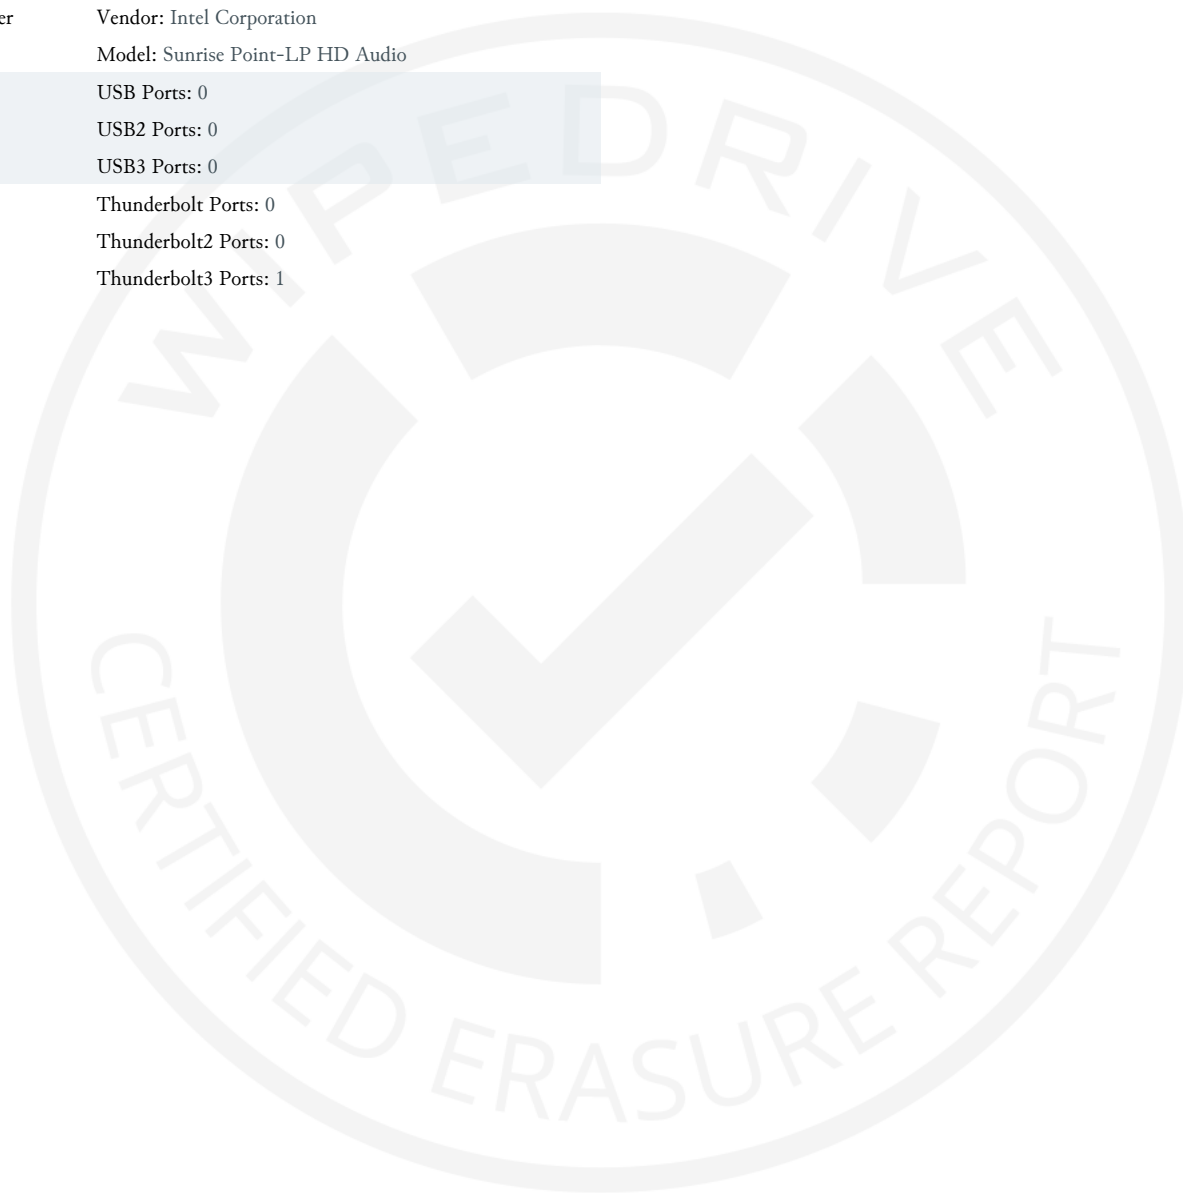 er Vendor: Intel Corporation
Model: Sunrise Point-LP HD Audio
USB Ports: 0
USB2 Ports: 0
USB3 Ports: 0
Thunderbolt Ports: 0
Thunderbolt2 Ports: 0
Thunderbolt3 Ports: 1
WIPEDRIVE
CERTIFIED ERASURE REPORT